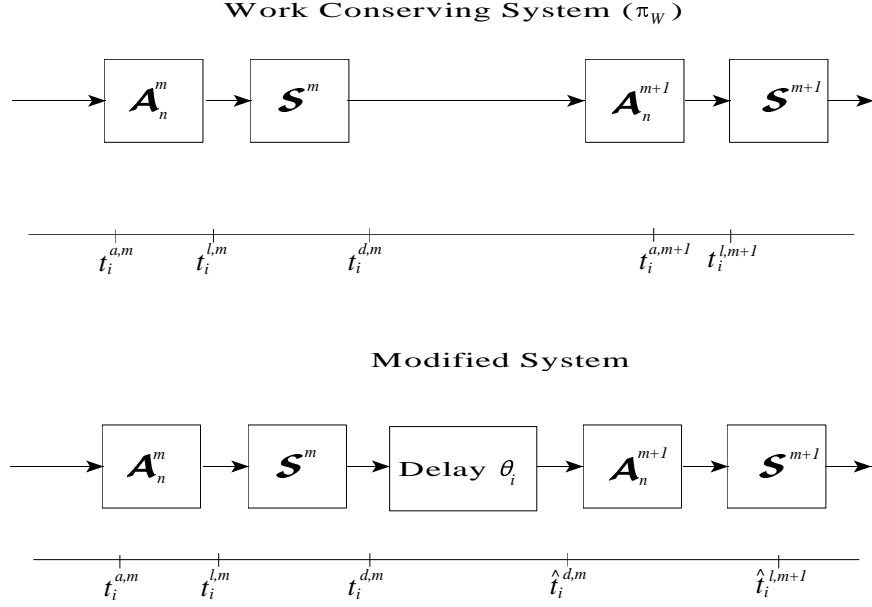 Work Conserving System (π_W)
A_n^m S^m A_n^{m+1} S^{m+1}
t_i^{a,m} t_i^{l,m} t_i^{d,m} t_i^{a,m+1} t_i^{l,m+1}
Modified System
A_n^m S^m Delay θ_i A_n^{m+1} S^{m+1}
t_i^{a,m} t_i^{l,m} t_i^{d,m} t̂_i^{d,m} t̂_i^{l,m+1}